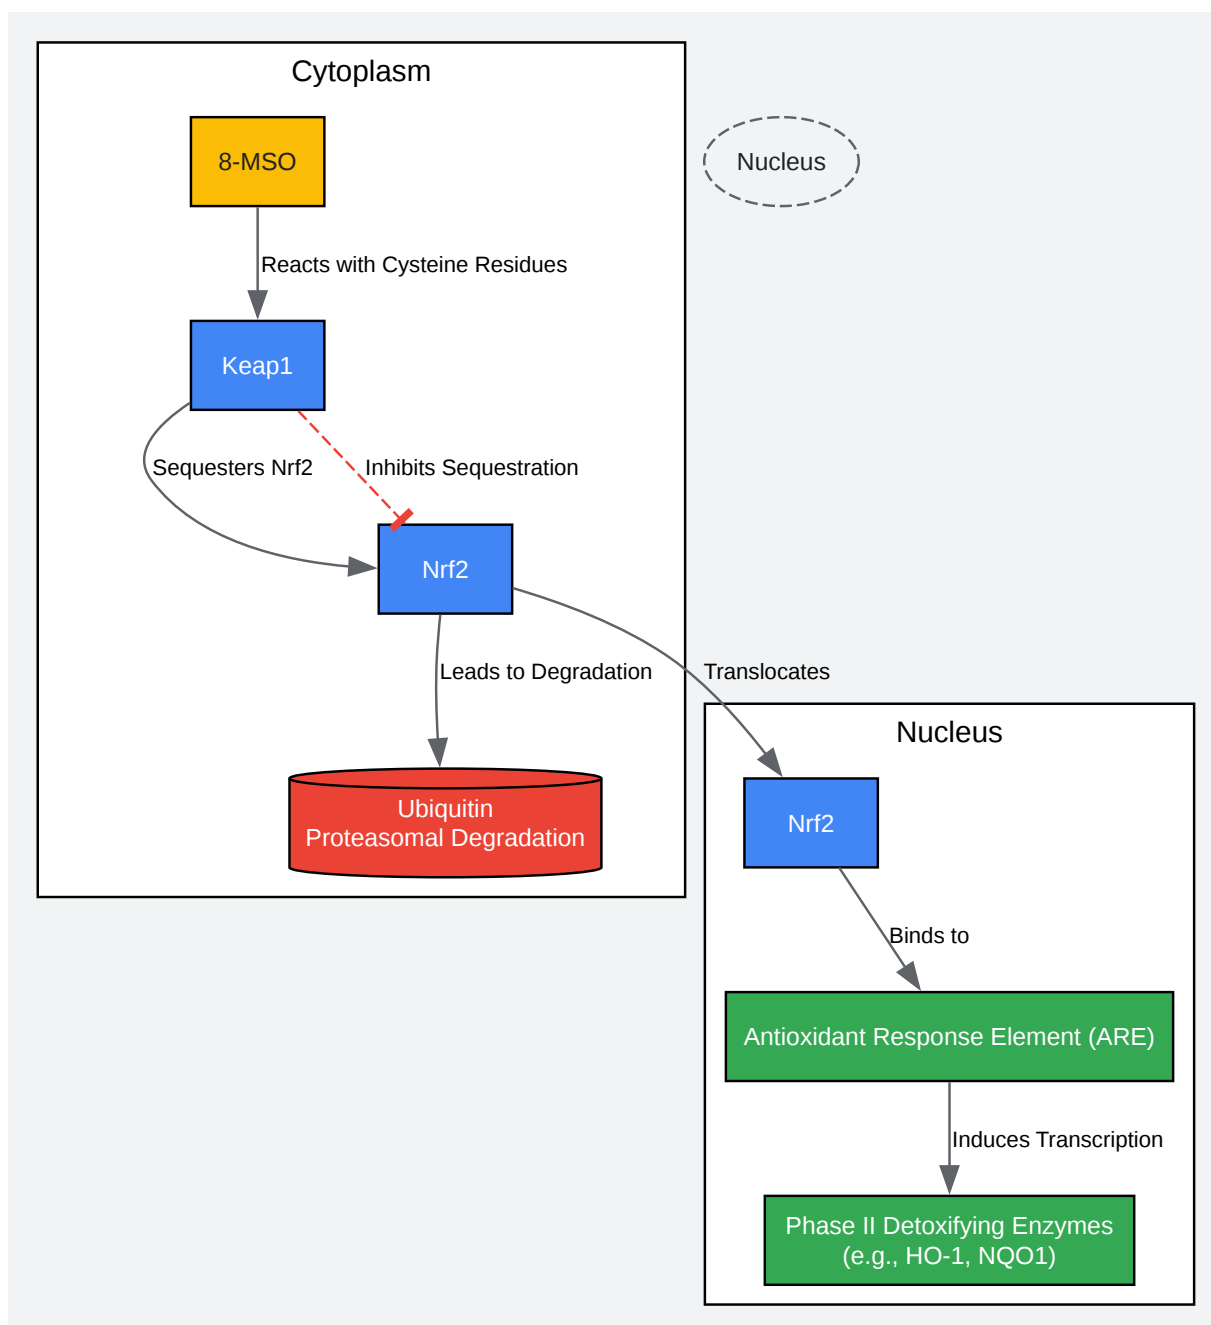 Cytoplasm
8-MSO
Nucleus
Reacts with Cysteine Residues
Keap1
Sequesters Nrf2
Inhibits Sequestration
Nrf2
Leads to Degradation
Translocates
Ubiquitin
Proteasomal Degradation
Nucleus
Nrf2
Binds to
Antioxidant Response Element (ARE)
Induces Transcription
Phase II Detoxifying Enzymes
(e.g., HO-1, NQO1)